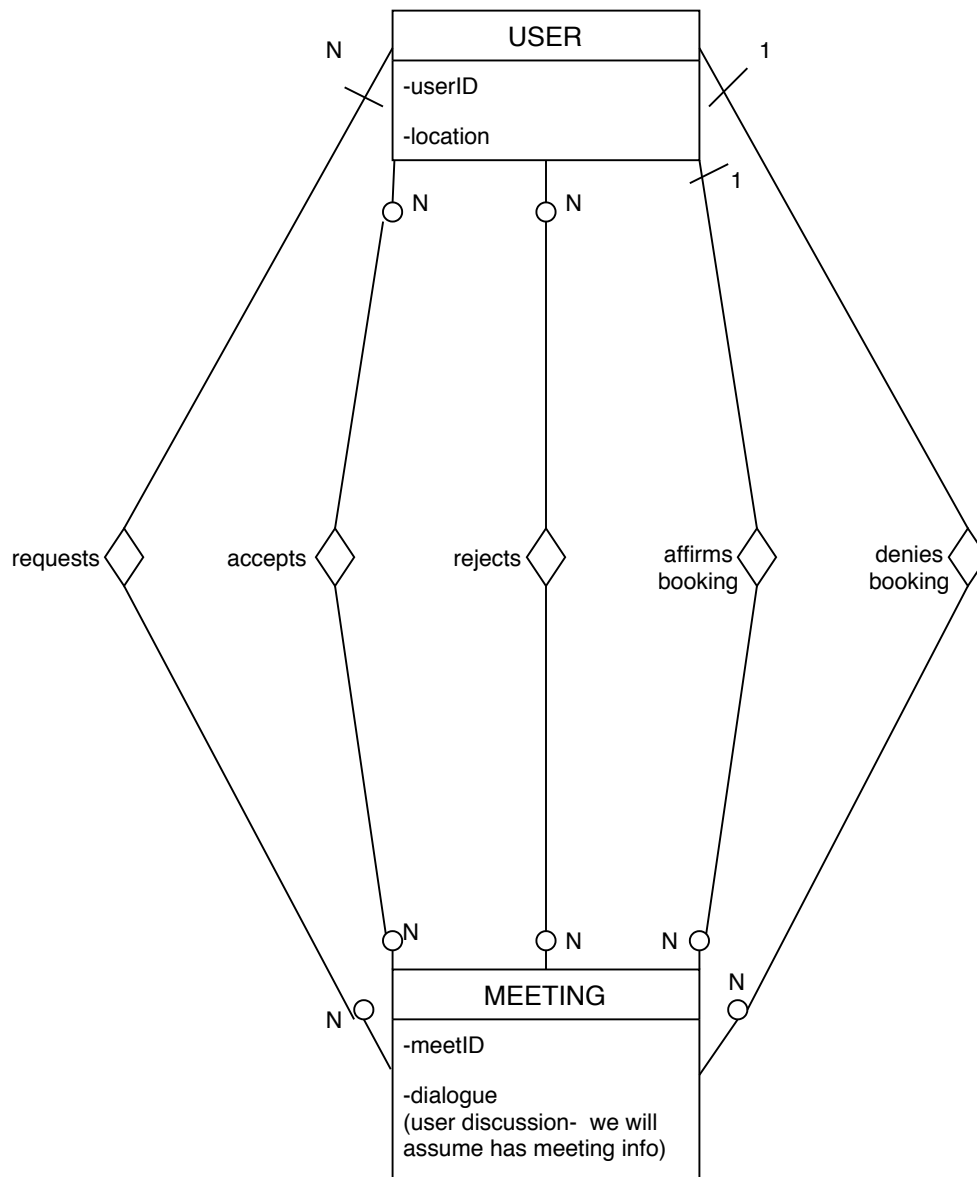 USER
N
1
-userID
-location
1
N
N
requests
accepts
rejects
affirms
booking
denies
booking
N
N
N
N
N
MEETING
-meetID
-dialogue
(user discussion-  we will
assume has meeting info)